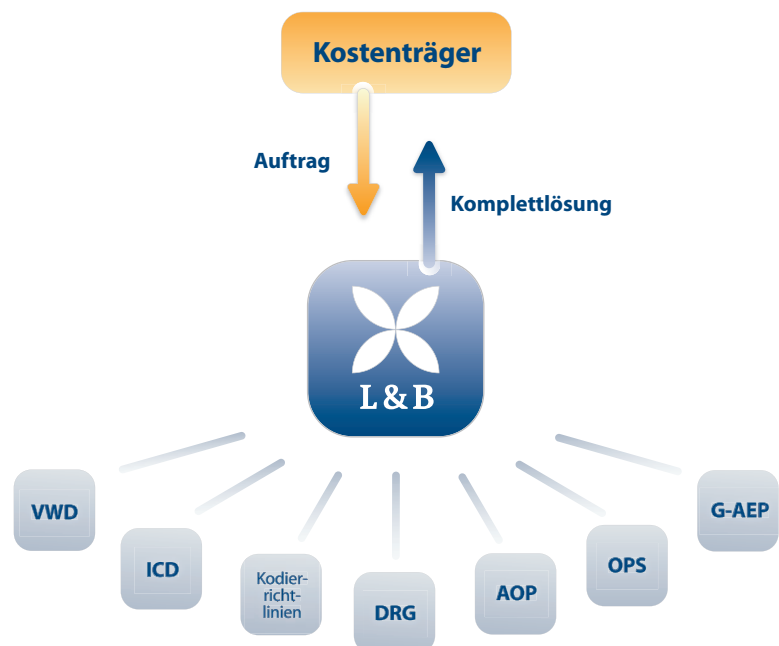 Kostenträger
Auftrag
Komplettlösung
L & B
VWD
ICD
Kodier-
richt-
linien
DRG
AOP
OPS
G-AEP